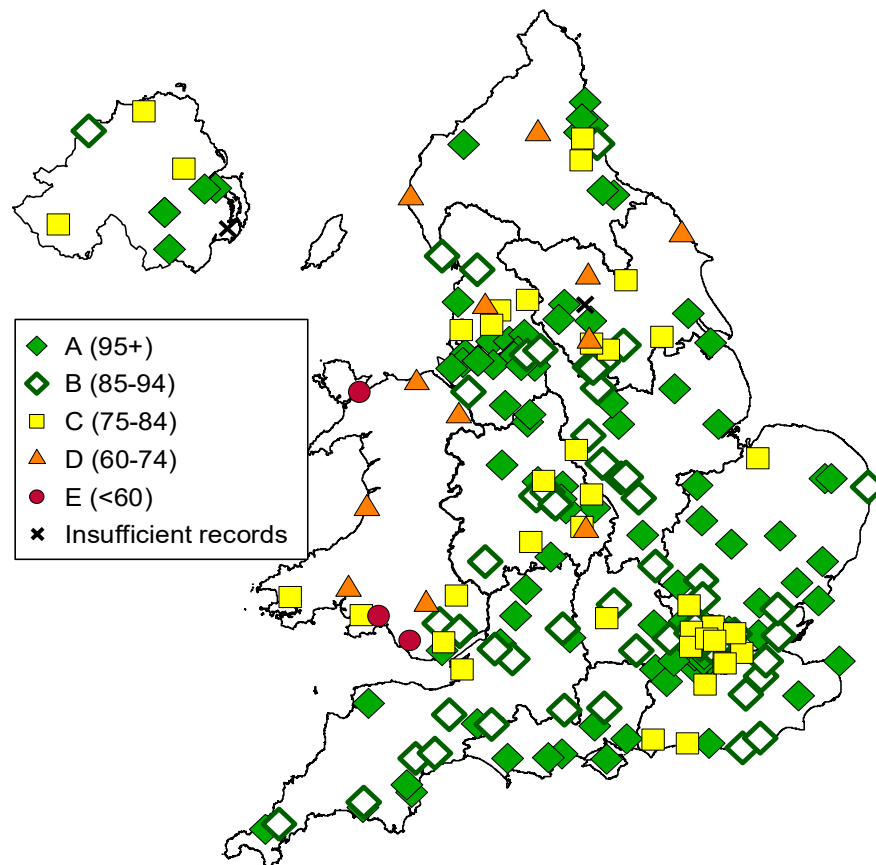 A (95+)
B (85-94)
C (75-84)
D (60-74)
E (<60)
Insufficient records